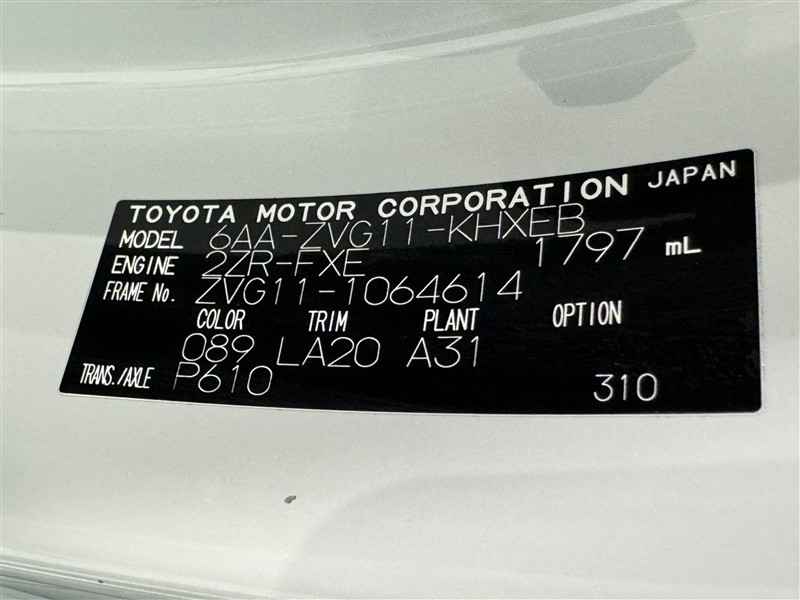 TOYOTA MOTOR CORPORATION JAPAN
MODEL 6AA-ZVG11-KHXEB
ENGINE 2ZR-FXE 1797 mL
FRAME No. ZVG11-1064614
COLOR TRIM PLANT OPTION
089 LA20 A31
TRANS./AXLE P610 310